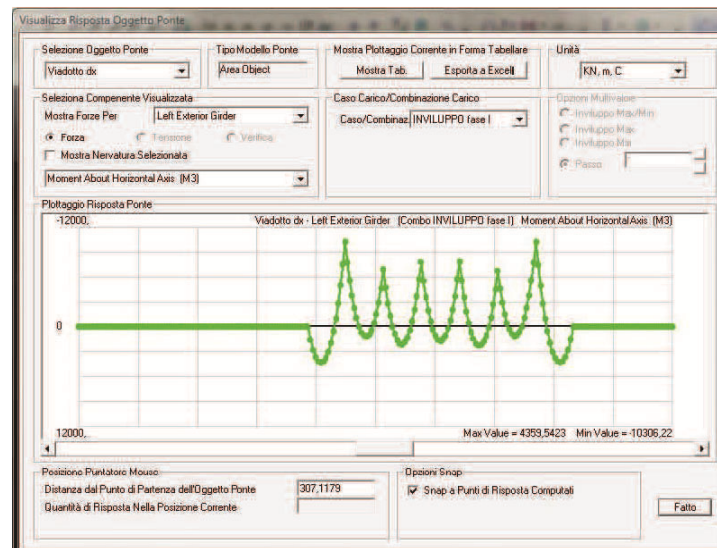 Visualizza Risposta Oggetto Ponte
Selezione Oggetto Ponte
Viadotto dx
Tipo Modello Ponte
Area Object
Mostra Plottaggio Corrente in Forma Tabellare
Mostra Tab.
Esporta a Excell
Unità
KN, m, C
Seleziona Compenente Visualizzata
Mostra Forze Per
Left Exterior Girder
Forza
Tensione
Verifica
Mostra Nervatura Selezionata
Moment About Horizontal Axis (M3)
Caso Carico/Combinazione Carico
Caso/Combinaz.
INVILUPPO fase I
Opzioni Multivalore
Inviluppo Max/Min
Inviluppo Max
Inviluppo Min
Passo
Plottaggio Risposta Ponte
-12000,
Viadotto dx - Left Exterior Girder (Combo INVILUPPO fase I) Moment About Horizontal Axis (M3)
0
12000,
Max Value = 4359,5423 Min Value = -10306,22
Posizione Puntatore Mouse
Distanza dal Punto di Partenza dell'Oggetto Ponte
307,1179
Quantità di Risposta Nella Posizione Corrente
Opzioni Snap
Snap a Punti di Risposta Computati
Fatto